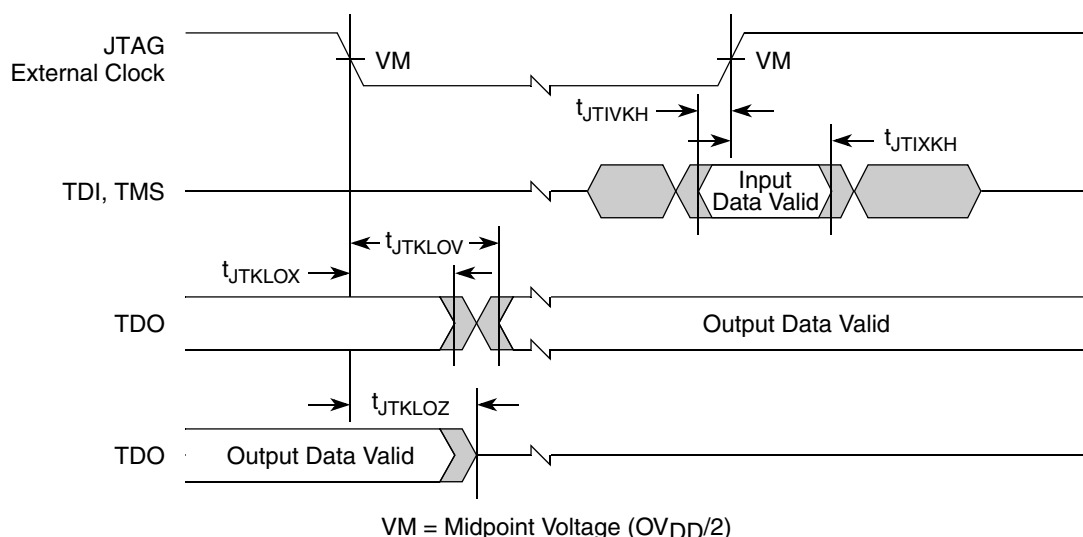 JTAG
External Clock
VM
VM
tJTIVKH
tJTIXKH
TDI, TMS
Input
Data Valid
tJTKLOV
tJTKLOX
TDO
Output Data Valid
tJTKLOZ
TDO
Output Data Valid
VM = Midpoint Voltage (OVDD/2)